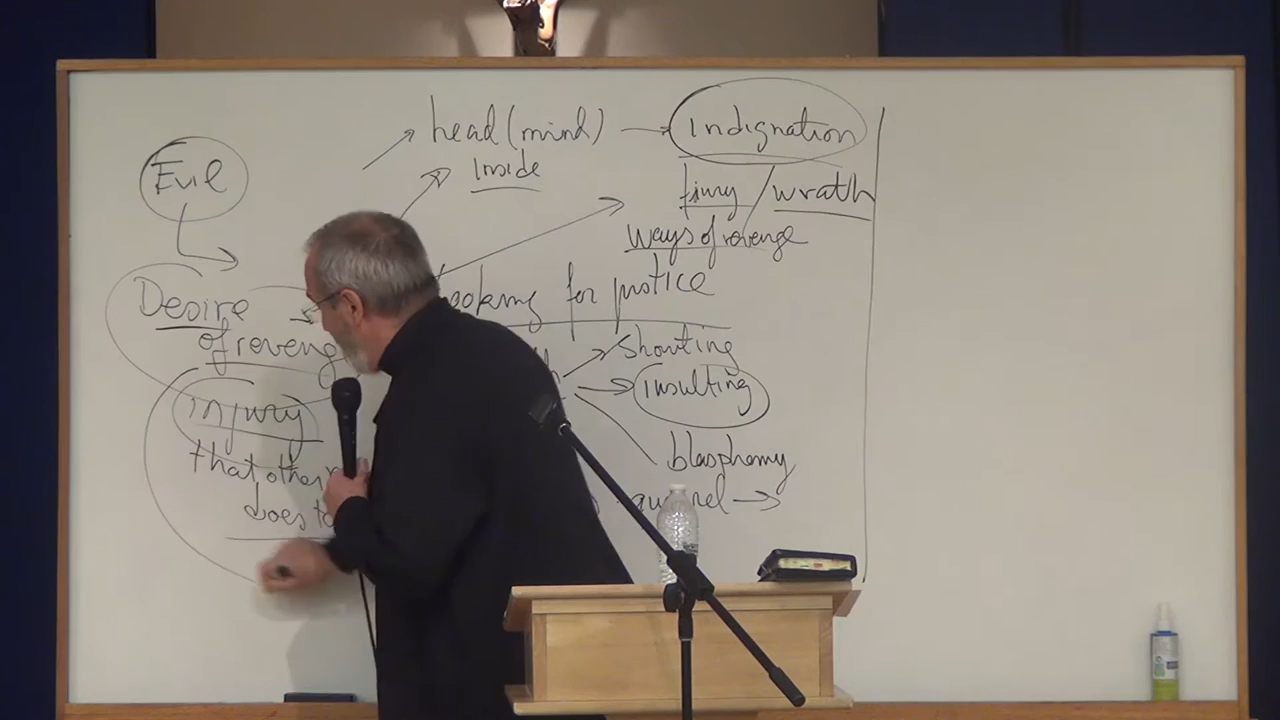 head (mind)
Indignation
Inside
Evil
fury / wrath
ways of revenge
Looking for justice
Desire
of revenge
shouting
insulting
injury
that other
blasphemy
does to
quarrel